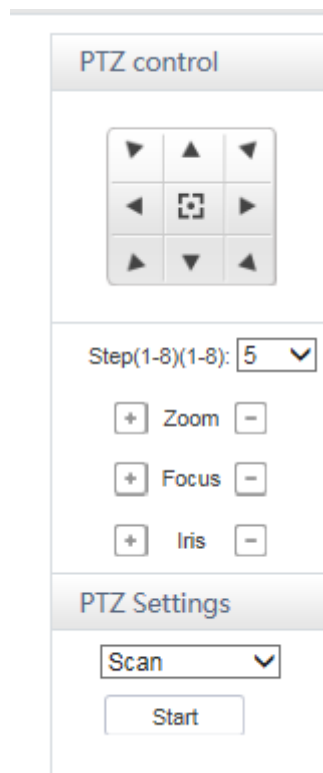 PTZ control
Step(1-8)(1-8): 5
+ Zoom -
+ Focus -
+ Iris -
PTZ Settings
Scan
Start